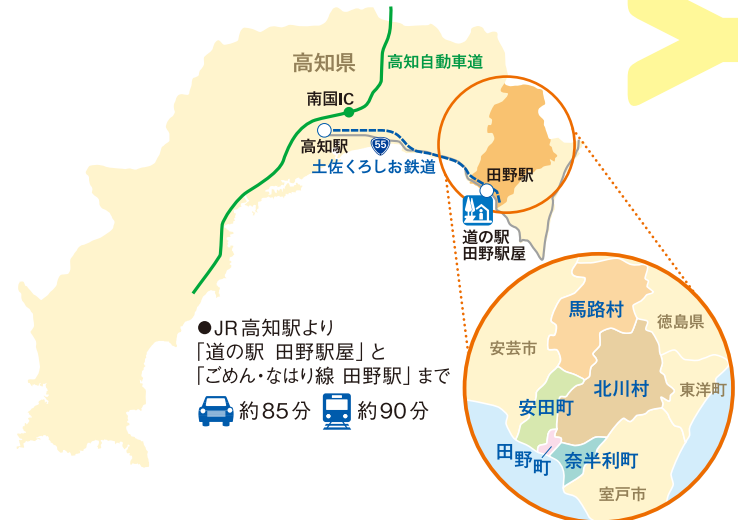 高知県
高知自動車道
南国IC
高知駅
55
土佐くろしお鉄道
田野駅
道の駅
田野駅屋
●JR高知駅より
「道の駅 田野駅屋」と
「ごめん・なはり線 田野駅」まで
約85分 約90分
馬路村
徳島県
安芸市
北川村
東洋町
安田町
田野町
奈半利町
室戸市